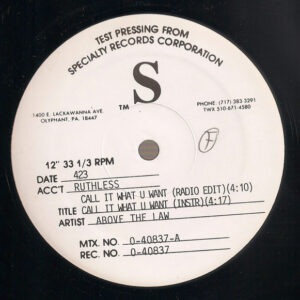 TEST PRESSING FROM
SPECIALTY RECORDS CORPORATION
S
TM
1400 E. LACKAWANNA AVE.
OLYPHANT, PA. 18447
PHONE: (717) 383 3291
TWX 510-671 4580
F
12" 33 1/3 RPM
DATE 423
ACCT RUTHLESS
CALL IT WHAT U WANT (RADIO EDIT)(4:10)
TITLE CALL IT WHAT U WANT (INSTR)(4:17)
ARTIST ABOVE THE LAW
MTX. NO. 0-40837-A
REC. NO. 0-40837